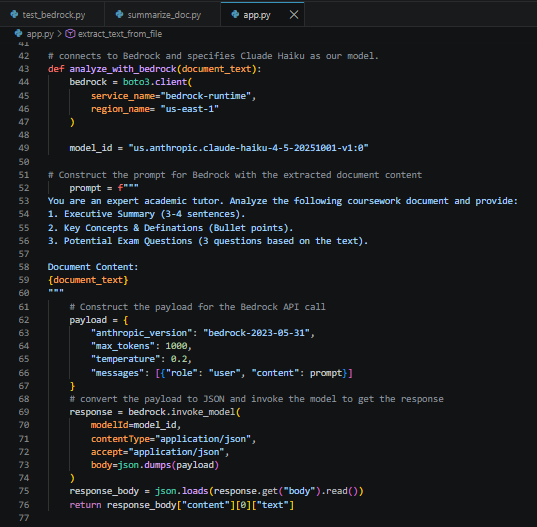 test_bedrock.py summarize_doc.py app.py ×
app.py > extract_text_from_file
41
42 # connects to Bedrock and specifies Cluade Haiku as our model.
43 def analyze_with_bedrock(document_text):
44     bedrock = boto3.client(
45         service_name="bedrock-runtime",
46         region_name= "us-east-1"
47     )
48
49     model_id = "us.anthropic.claude-haiku-4-5-20251001-v1:0"
50
51 # Construct the prompt for Bedrock with the extracted document content
52     prompt = f"""
53 You are an expert academic tutor. Analyze the following coursework document and provide:
54 1. Executive Summary (3-4 sentences).
55 2. Key Concepts & Definations (Bullet points).
56 3. Potential Exam Questions (3 questions based on the text).
57
58 Document Content:
59 {document_text}
60 """
61     # Construct the payload for the Bedrock API call
62     payload = {
63         "anthropic_version": "bedrock-2023-05-31",
64         "max_tokens": 1000,
65         "temperature": 0.2,
66         "messages": [{"role": "user", "content": prompt}]
67     }
68     # convert the payload to JSON and invoke the model to get the response
69     response = bedrock.invoke_model(
70         modelId=model_id,
71         contentType="application/json",
72         accept="application/json",
73         body=json.dumps(payload)
74     )
75     response_body = json.loads(response.get("body").read())
76     return response_body["content"][0]["text"]
77